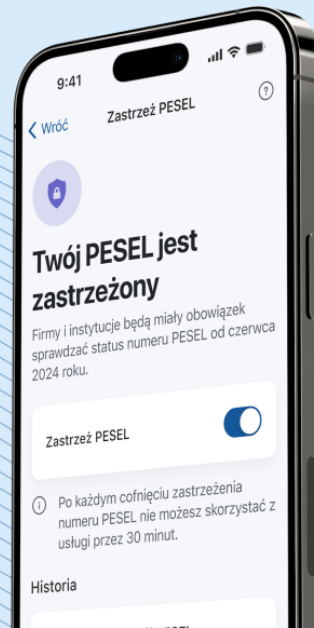 9:41
Wróć
Zastrzeż PESEL
Twój PESEL jest
zastrzeżony
Firmy i instytucje będą miały obowiązek
sprawdzać status numeru PESEL od czerwca
2024 roku.
Zastrzeż PESEL
Po każdym cofnięciu zastrzeżenia
numeru PESEL nie możesz skorzystać z
usługi przez 30 minut.
Historia